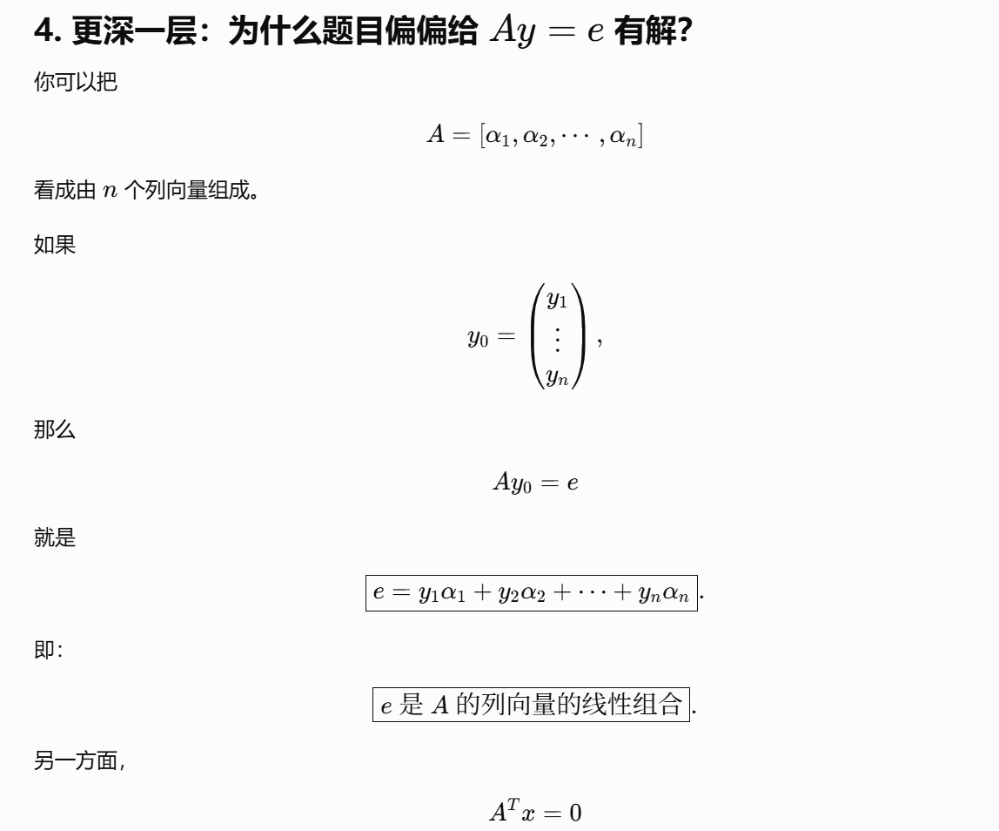 4. 更深一层：为什么题目偏偏给 $Ay = e$ 有解？
你可以把
$A = [\alpha_1, \alpha_2, \cdots, \alpha_n]$
看成由 $n$ 个列向量组成。
如果
$y_0 = \begin{pmatrix} y_1 \\ \vdots \\ y_n \end{pmatrix},$
那么
$Ay_0 = e$
就是
$\boxed{e = y_1\alpha_1 + y_2\alpha_2 + \cdots + y_n\alpha_n}.$
即：
$\boxed{e \text{ 是 } A \text{ 的列向量的线性组合}}.$
另一方面，
$A^T x = 0$